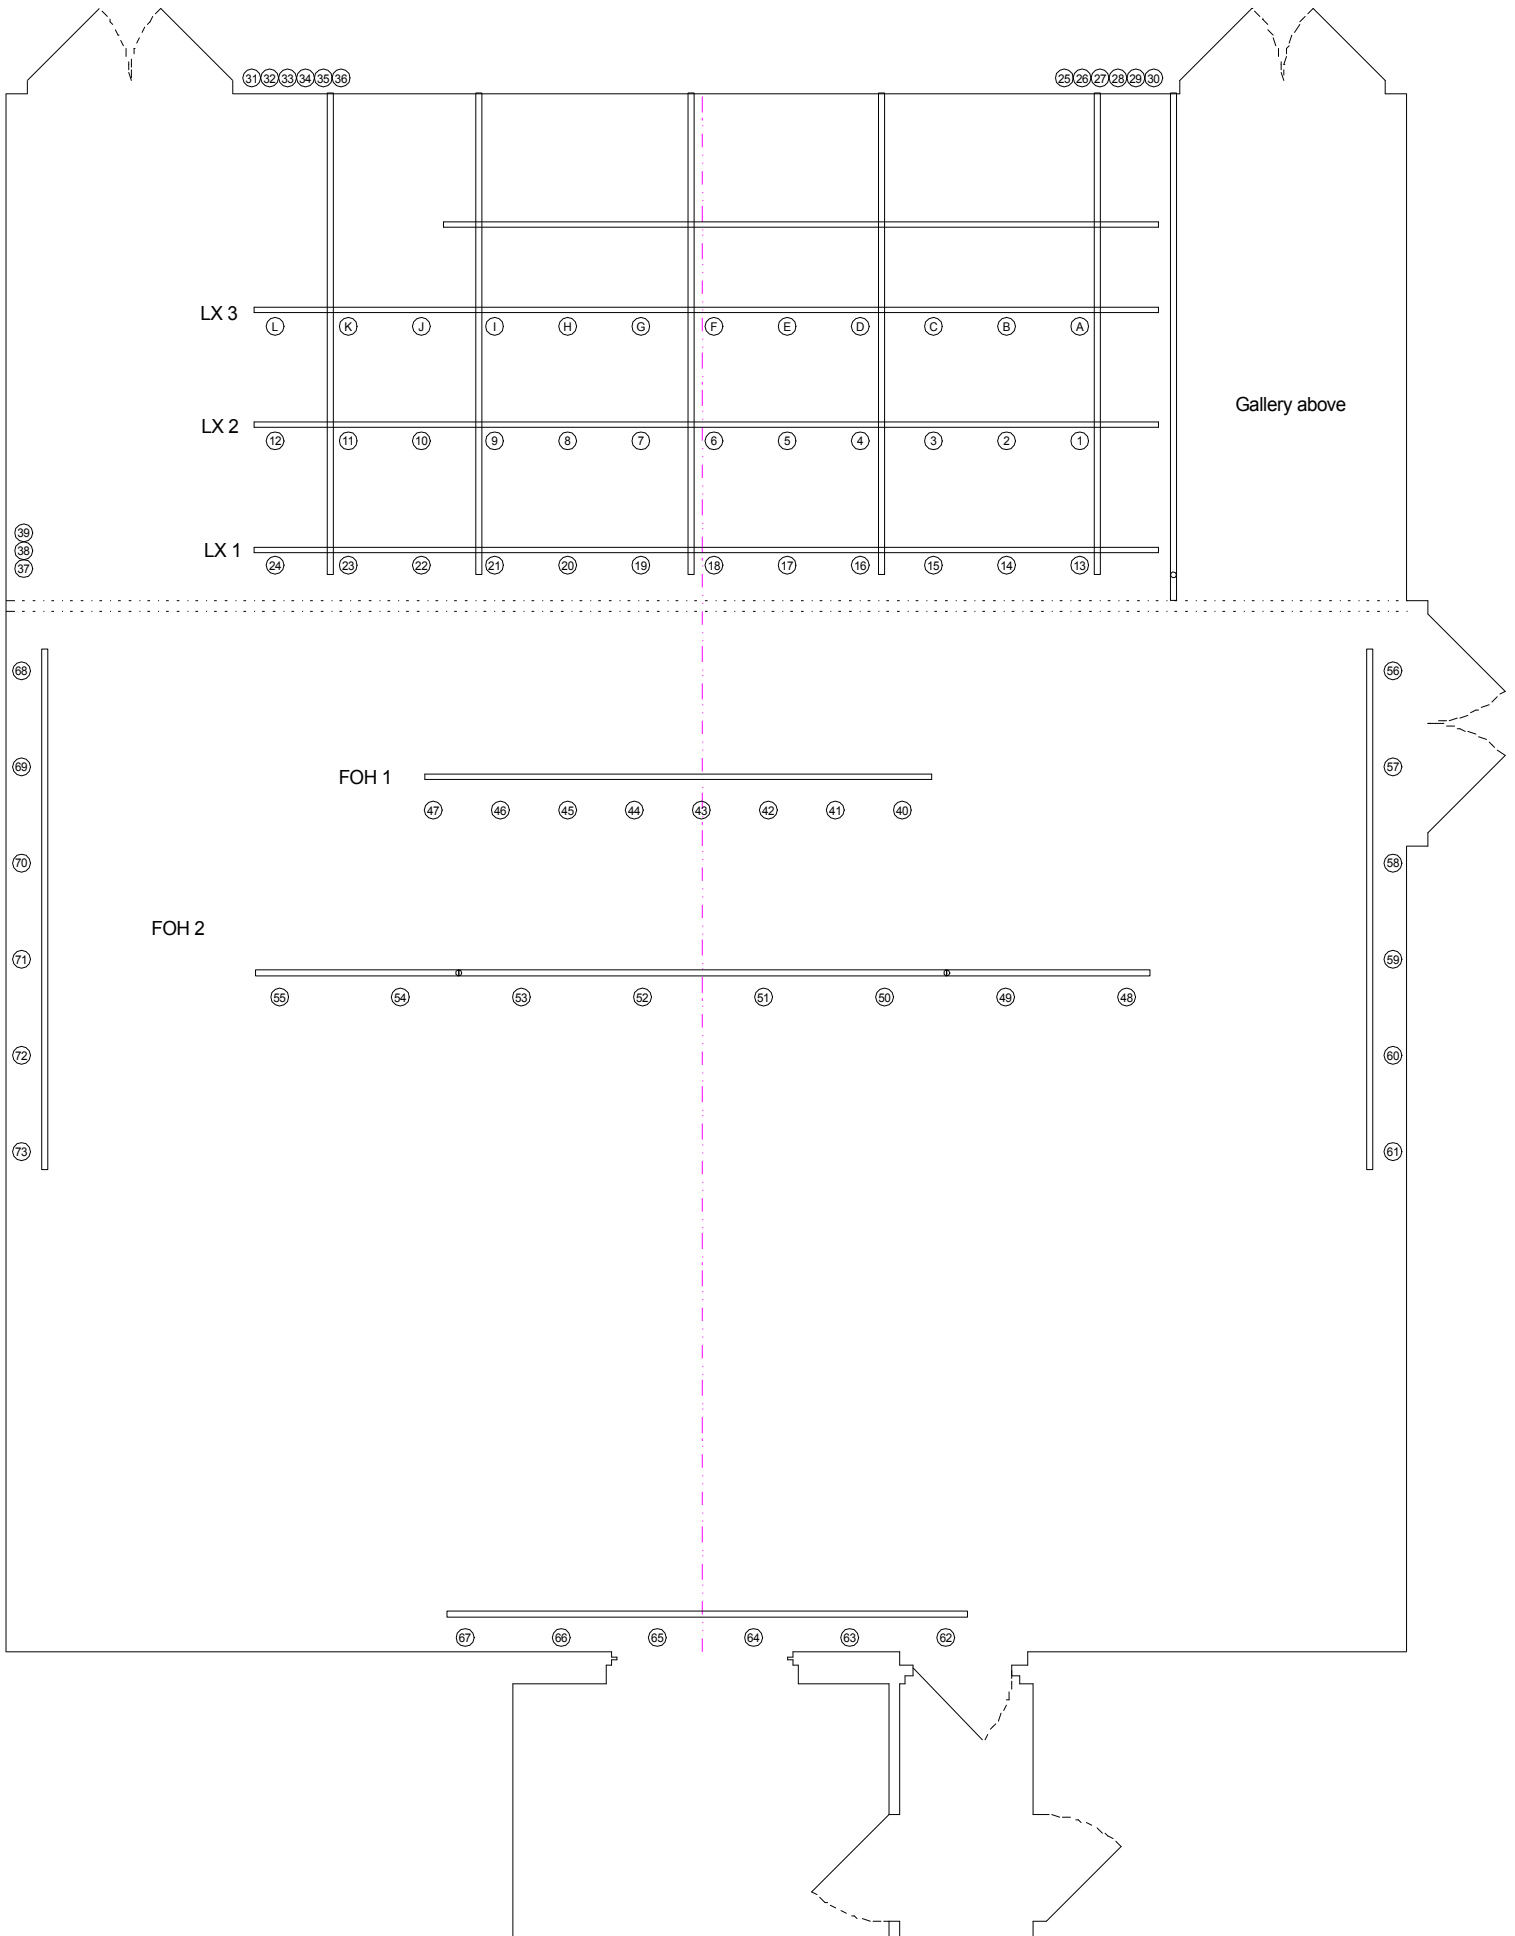 31 32 33 34 35 36 25 26 27 28 29 30
LX 3
L K J I H G F E D C B A
Gallery above
LX 2
12 11 10 9 8 7 6 5 4 3 2 1
39
38
37
LX 1
24 23 22 21 20 19 18 17 16 15 14 13
68 56
69 57
FOH 1
47 46 45 44 43 42 41 40
70 58
FOH 2
71 59
55 54 53 52 51 50 49 48
72 60
73 61
67 66 65 64 63 62